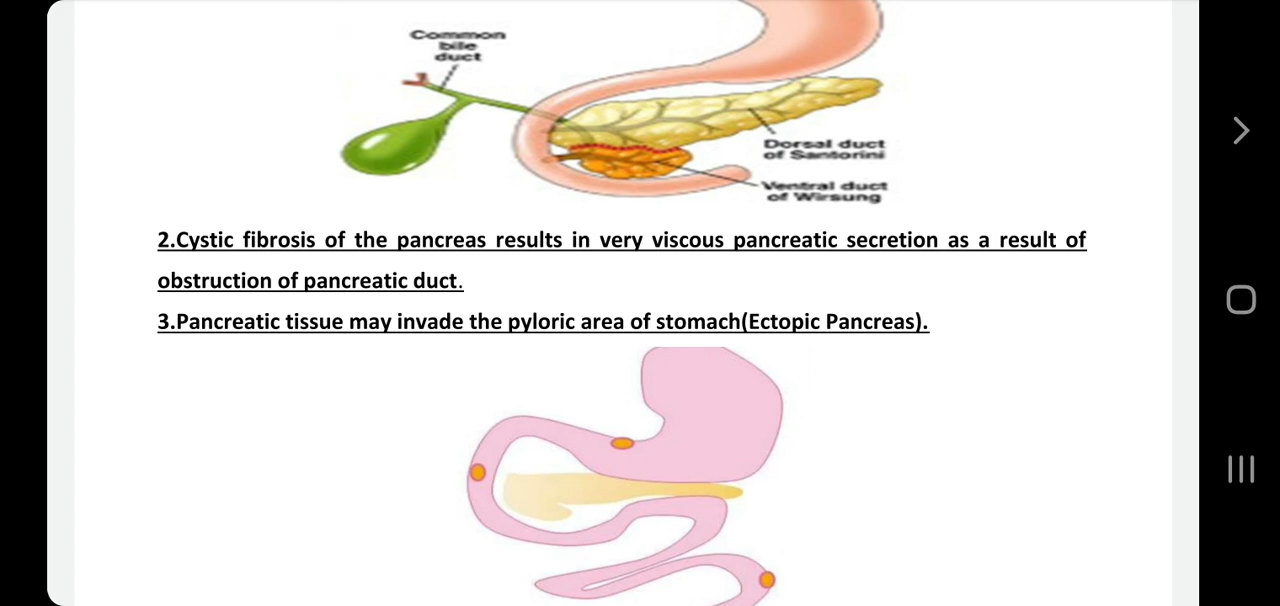 Common
bile
duct
Dorsal duct
of Santorini
Ventral duct
of Wirsung
2.Cystic fibrosis of the pancreas results in very viscous pancreatic secretion as a result of
obstruction of pancreatic duct.
3.Pancreatic tissue may invade the pyloric area of stomach(Ectopic Pancreas).